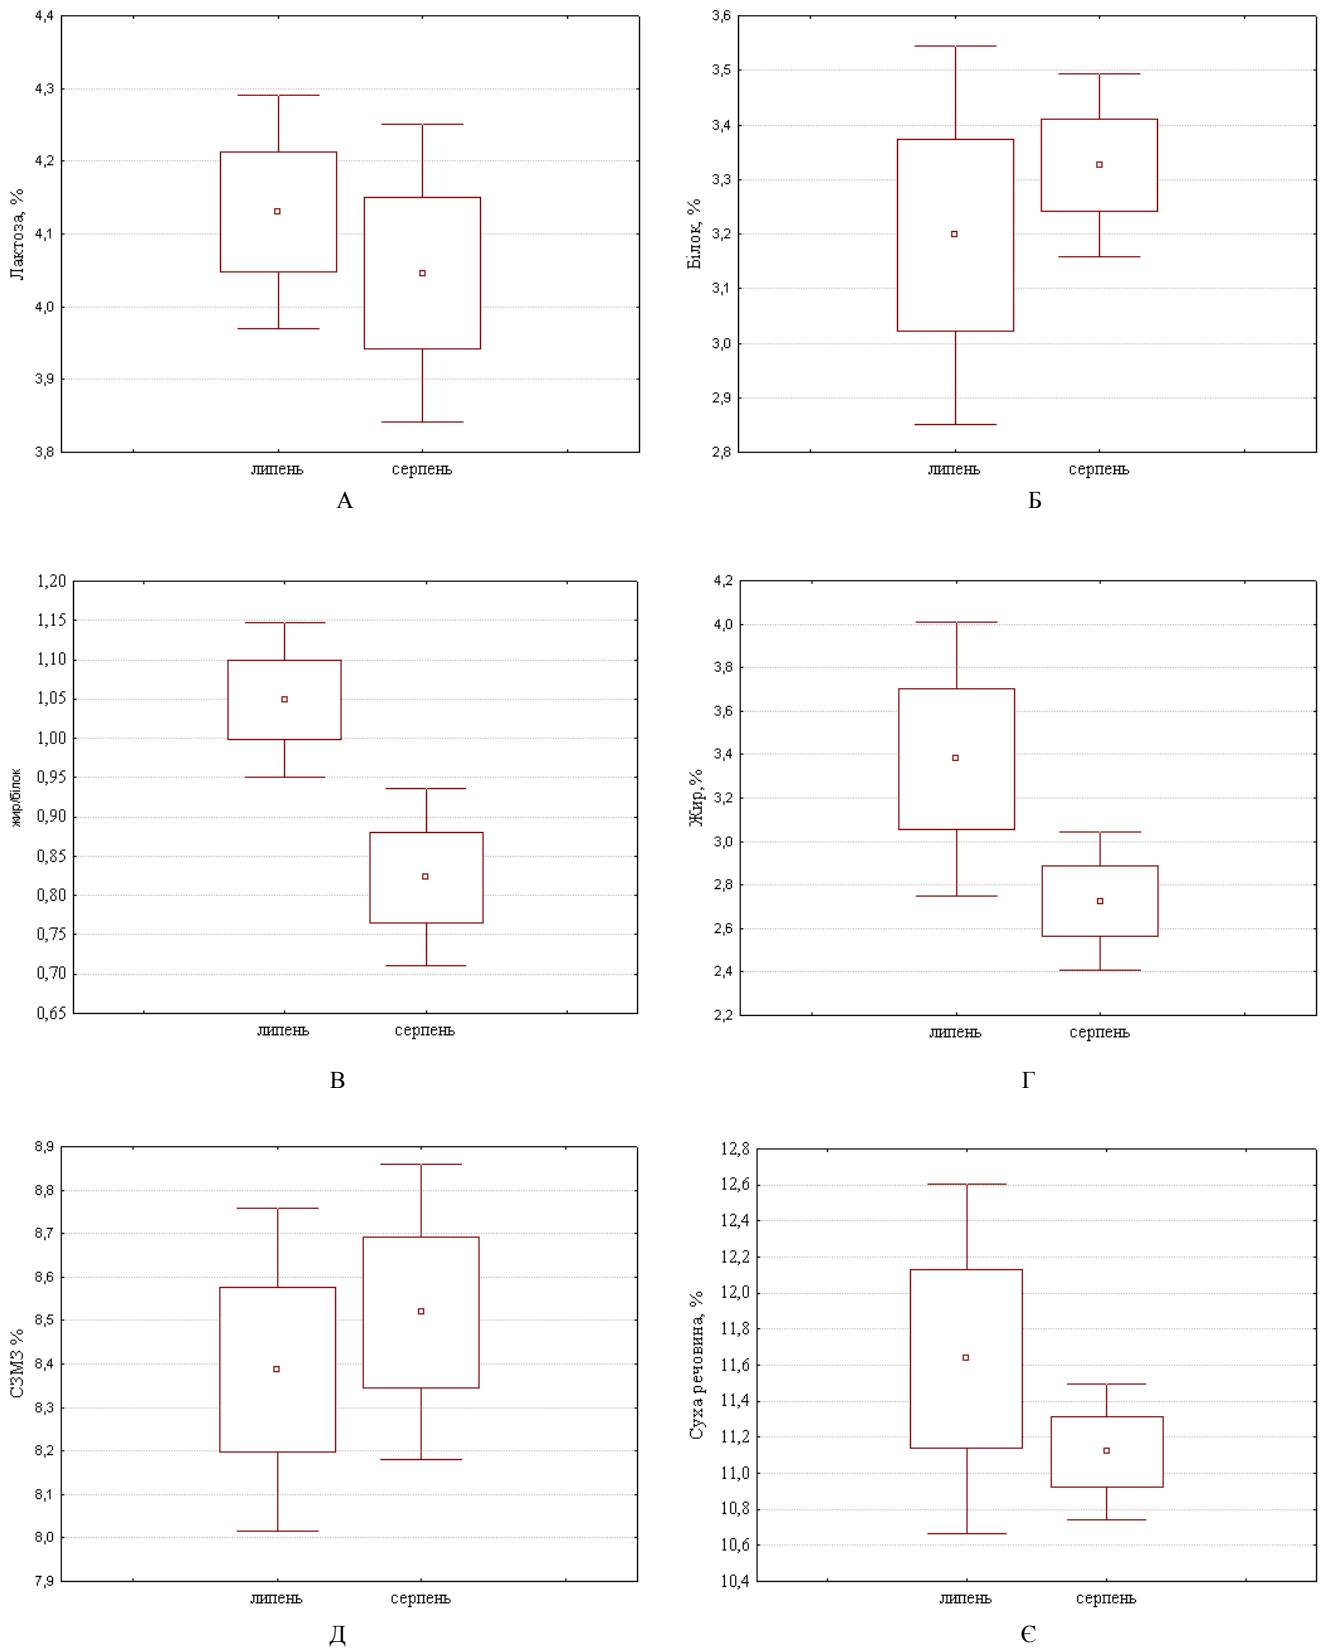 4,4
4,3
4,2
4,1
4,0
3,9
3,8
Лактоза, %
липень
серпень
А
3,6
3,5
3,4
3,3
3,2
3,1
3,0
2,9
2,8
Білок, %
липень
серпень
Б
1,20
1,15
1,10
1,05
1,00
0,95
0,90
0,85
0,80
0,75
0,70
0,65
жир/білок
липень
серпень
В
4,2
4,0
3,8
3,6
3,4
3,2
3,0
2,8
2,6
2,4
2,2
Жир,%
липень
серпень
Г
8,9
8,8
8,7
8,6
8,5
8,4
8,3
8,2
8,1
8,0
7,9
СЗМЗ %
липень
серпень
Д
12,8
12,6
12,4
12,2
12,0
11,8
11,6
11,4
11,2
11,0
10,8
10,6
10,4
Суха речовина, %
липень
серпень
Є